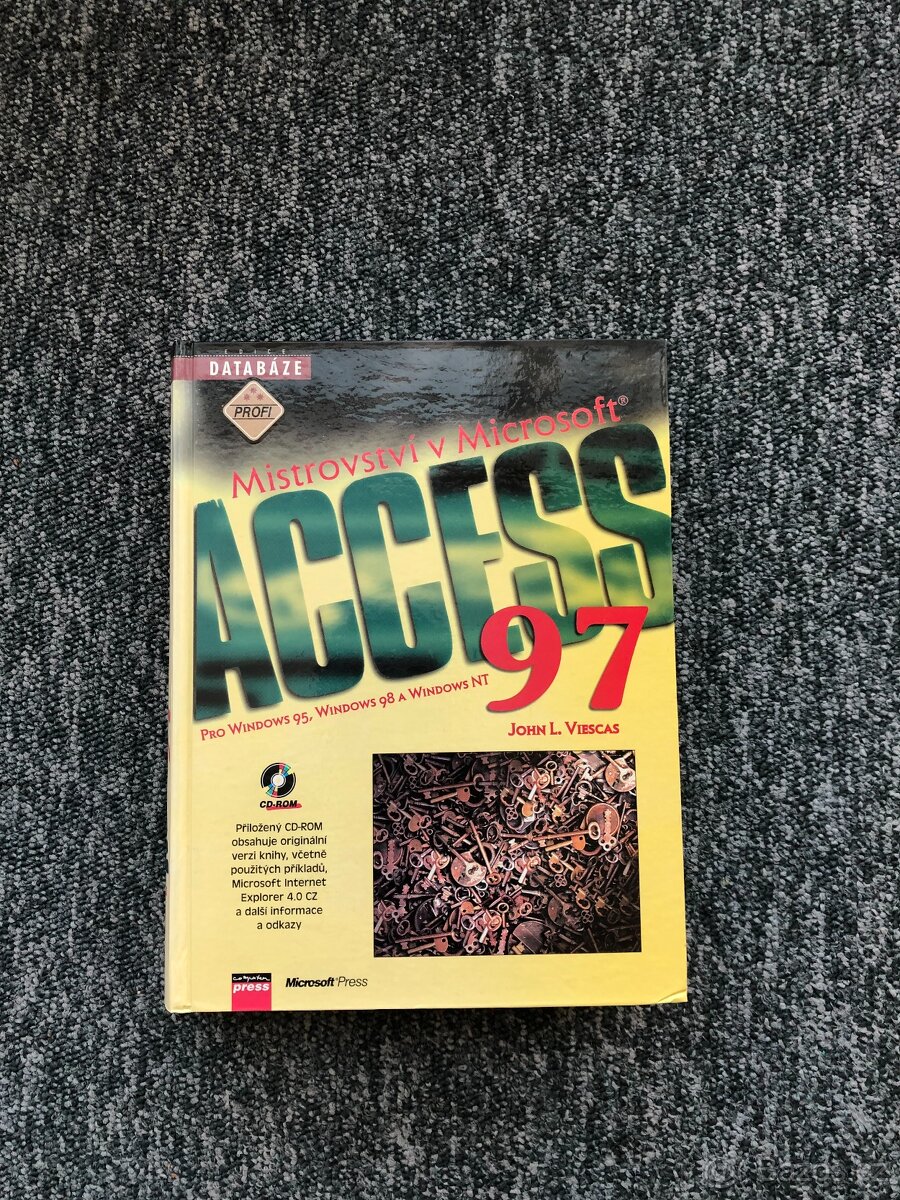 EDICE
DATABÁZE
PROFI
Mistrovství v Microsoft®
ACCESS
97
PRO WINDOWS 95, WINDOWS 98 A WINDOWS NT
JOHN L. VIESCAS
CD-ROM
Přiložený CD-ROM
obsahuje originální
verzi knihy, včetně
použitých příkladů,
Microsoft Internet
Explorer 4.0 CZ
a další informace
a odkazy
computer
press
Microsoft Press